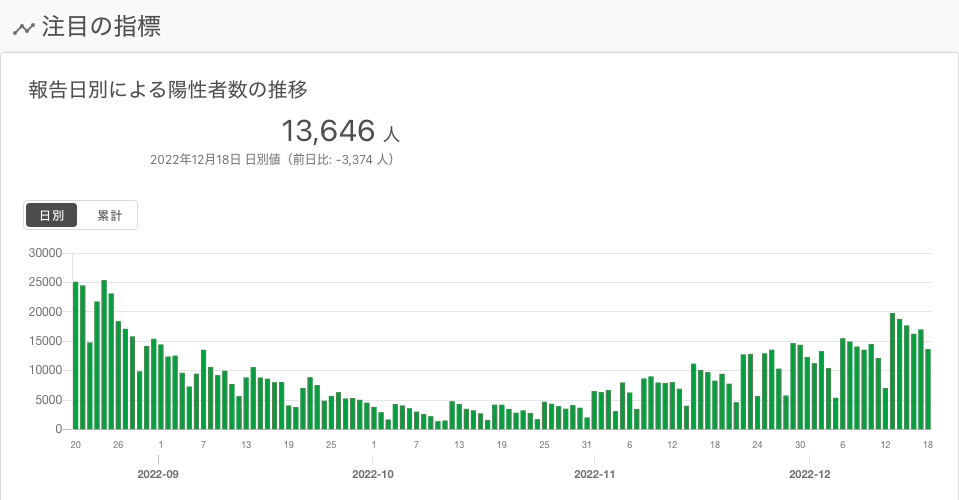 注目の指標
報告日別による陽性者数の推移
13,646 人
2022年12月18日 日別値（前日比: -3,374 人）
日別 累計
30000
25000
20000
15000
10000
5000
0
20 26 1 7 13 19 25 1 7 13 19 25 31 6 12 18 24 30 6 12 18
2022-09 2022-10 2022-11 2022-12